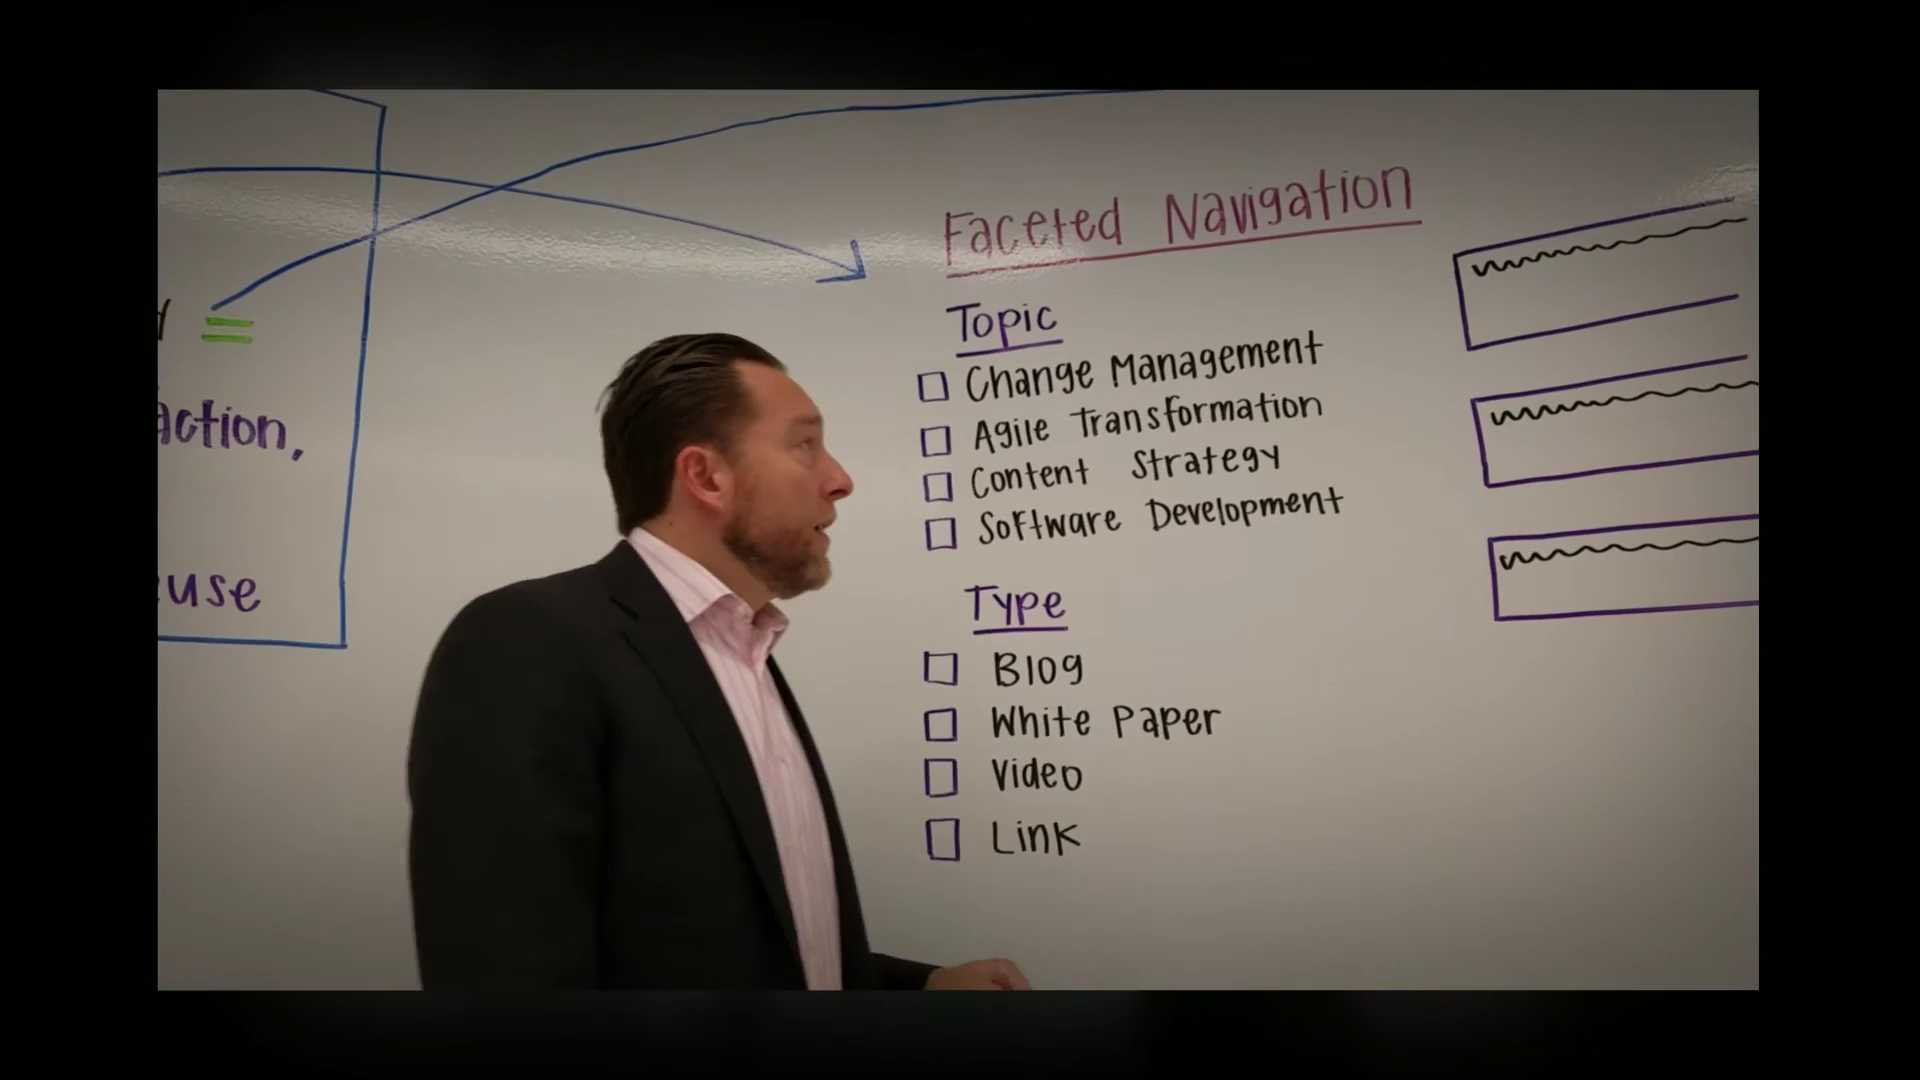 =
action,
use
Faceted Navigation
Topic
Change Management
Agile Transformation
Content Strategy
Software Development
Type
Blog
White Paper
Video
Link